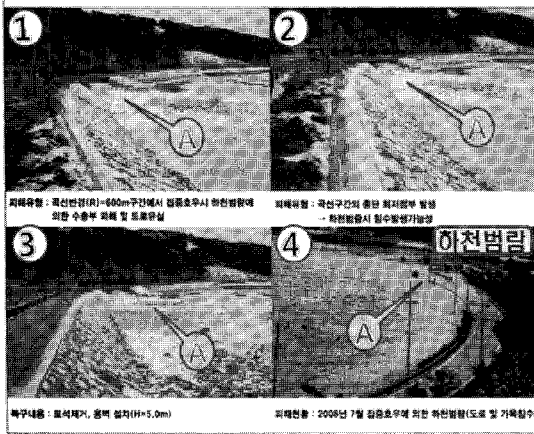 1
2
A
A
피해유형 : 곡선반경(R)=600m구간에서 집중호우시 하천범람에
의한 수충부 파해 및 토로유실
피해유형 : 곡선구간의 종단 최저점부 발생
→ 하천범람시 침수발생가능성
3
4
하천범림
A
A
복구내용 : 토석제거, 옹벽 설치(H=5.0m)
피해현황 : 2006년 7월 집중호우에 의한 하천범람(도로 및 가옥침수